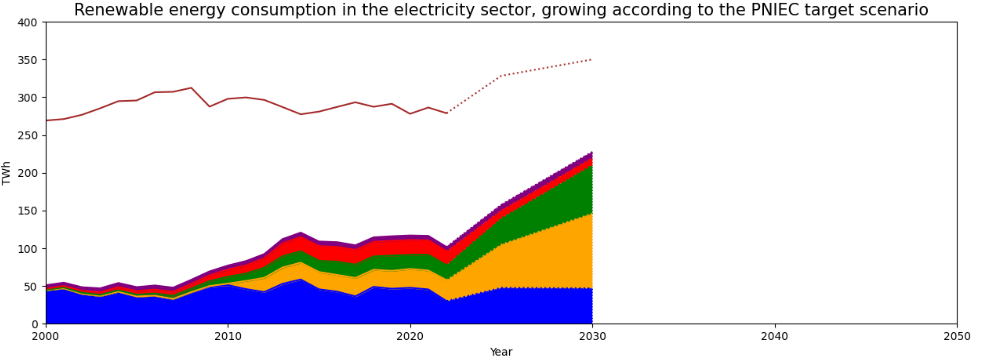 Renewable energy consumption in the electricity sector, growing according to the PNIEC target scenario
400
350
300
250
200
150
100
50
0
TWh
2000 2010 2020 2030 2040 2050
Year